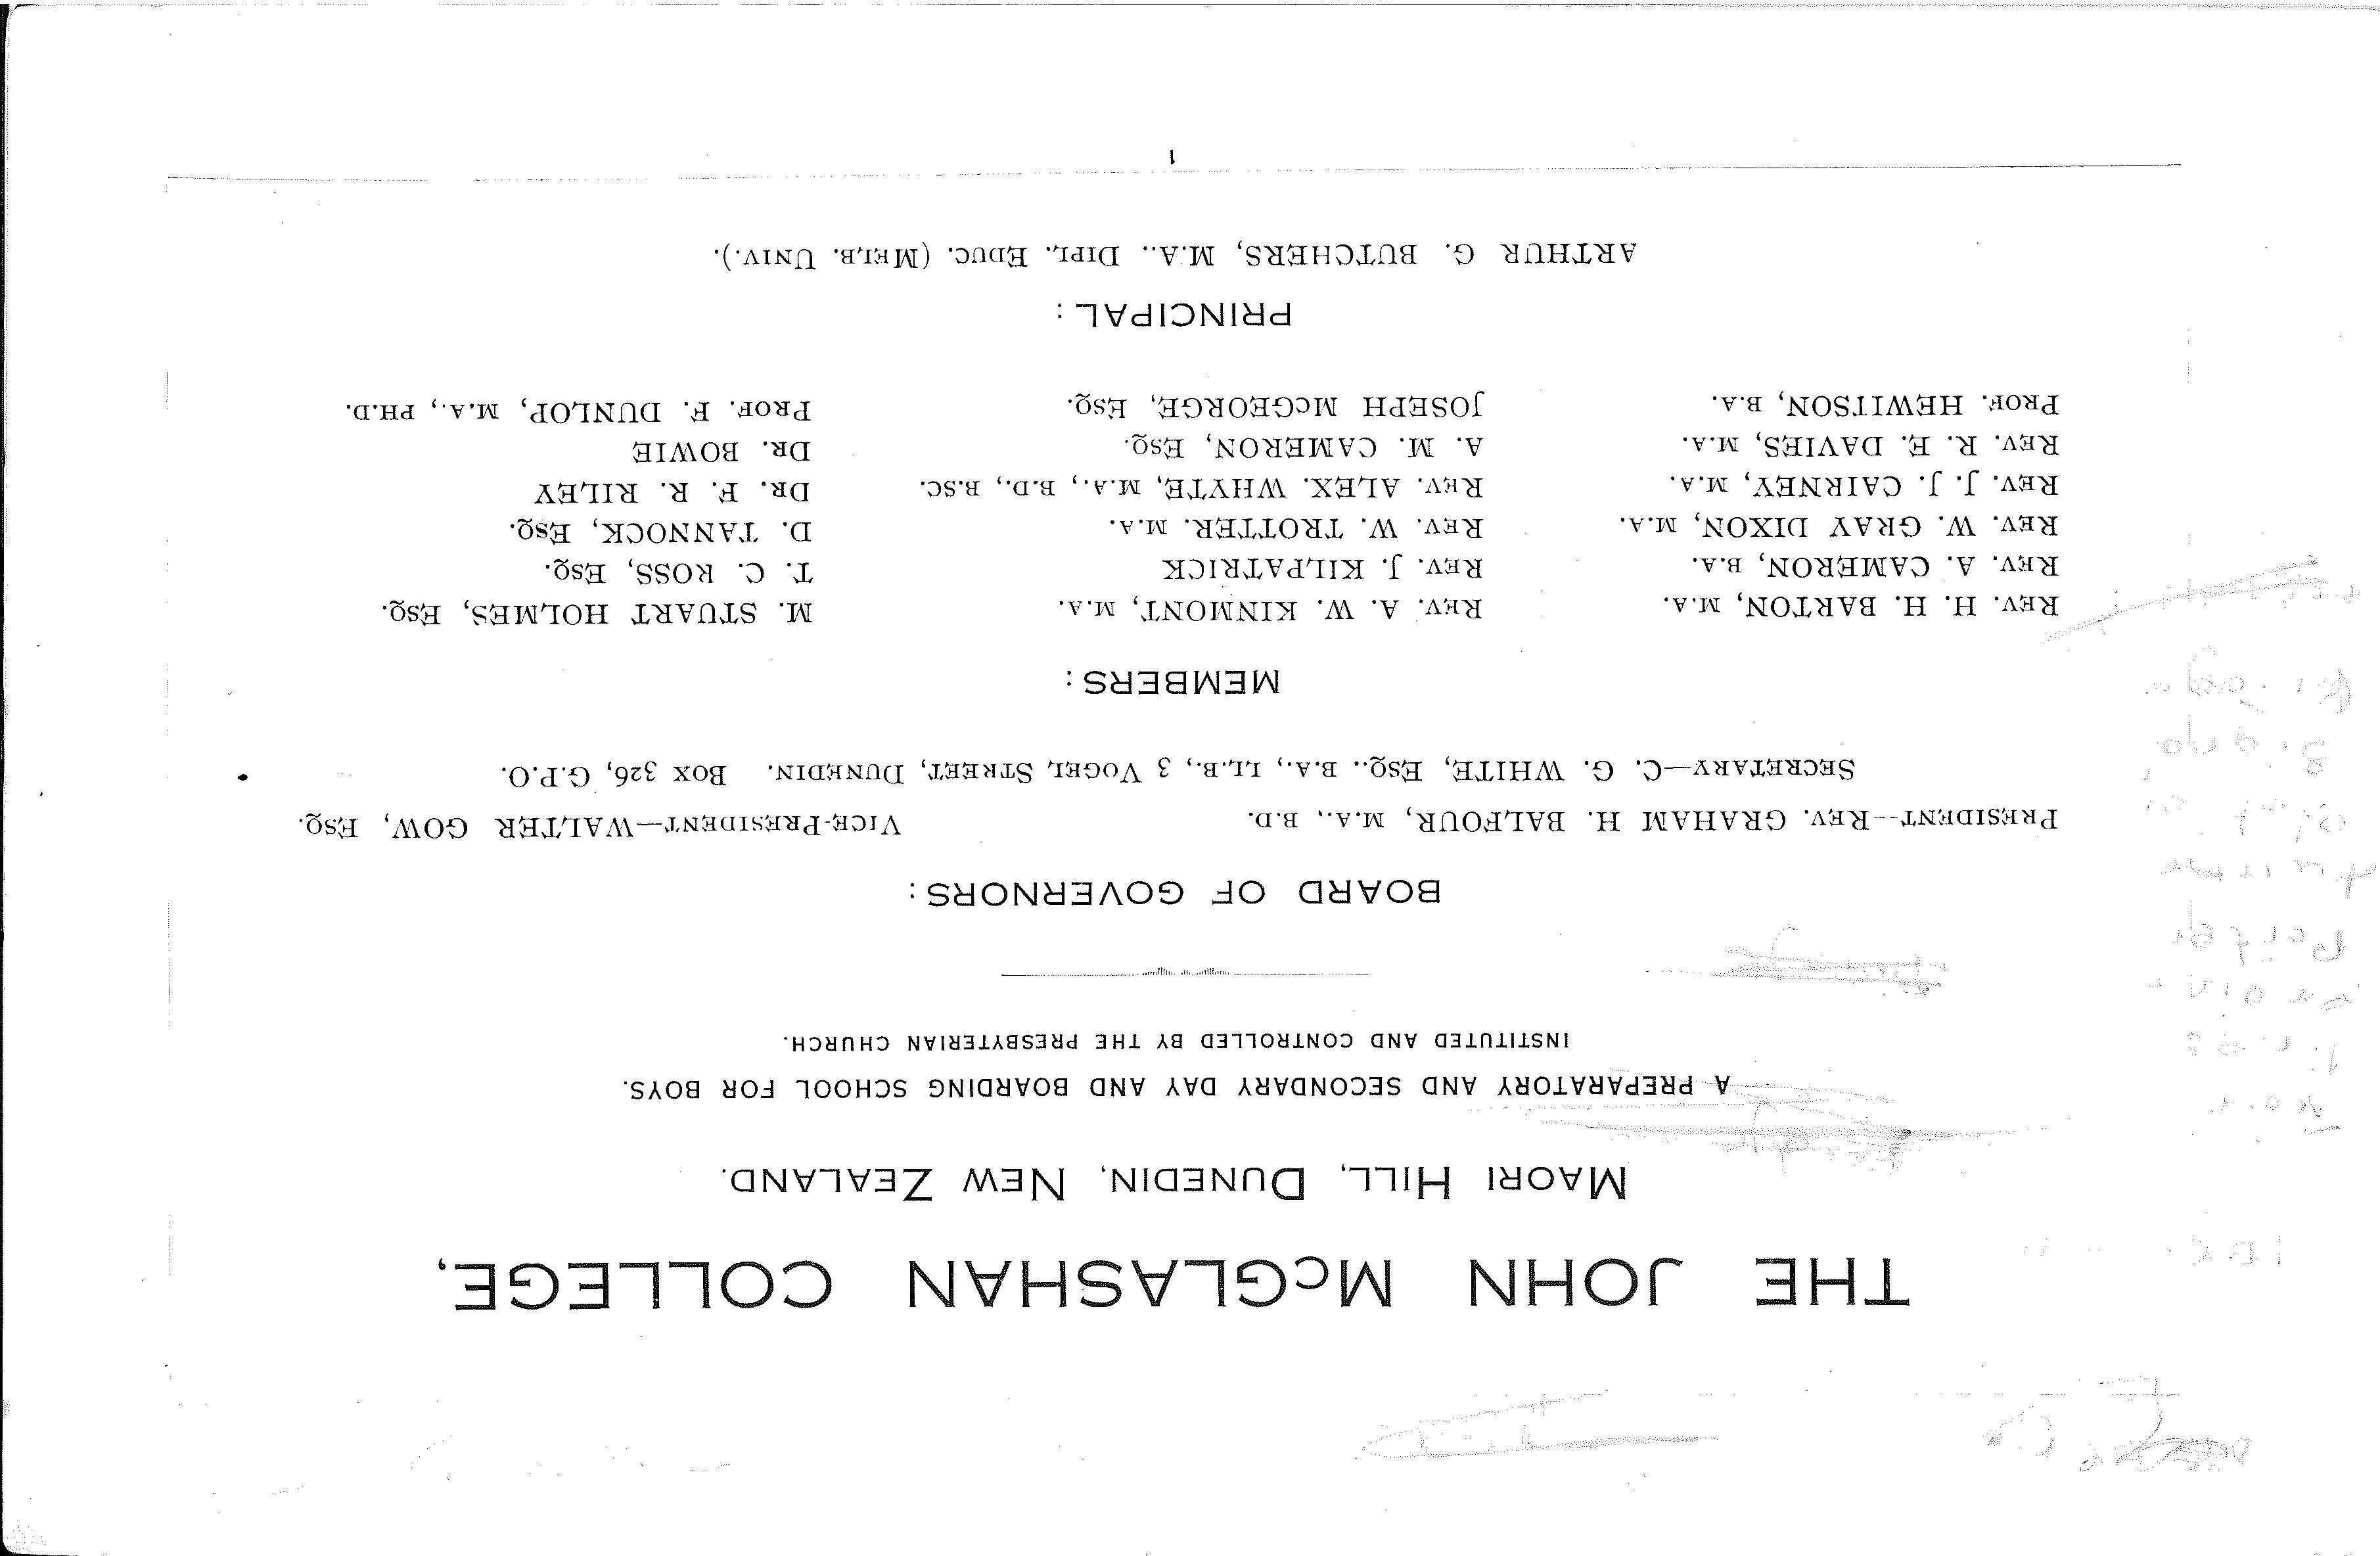 THE JOHN McGLASHAN COLLEGE,
MAORI HILL, DUNEDIN, NEW ZEALAND.
A PREPARATORY AND SECONDARY DAY AND BOARDING SCHOOL FOR BOYS.
INSTITUTED AND CONTROLLED BY THE PRESBYTERIAN CHURCH.
BOARD OF GOVERNORS:
PRESIDENT--REV. GRAHAM H. BALFOUR, M.A., B.D. VICE-PRESIDENT—WALTER GOW, ESQ.
SECRETARY—C. G. WHITE, ESQ.. B.A., LL.B., 3 VOGEL STREET, DUNEDIN. BOX 326, G.P.O.
MEMBERS:
REV. H. H. BARTON, M.A. REV. A. W. KINMONT, M.A. M. STUART HOLMES, ESQ.
REV. A. CAMERON, B.A. REV. J. KILPATRICK T. C. ROSS, ESQ.
REV. W. GRAY DIXON, M.A. REV. W. TROTTER. M.A. D. TANNOCK, ESQ.
REV. J. J. CAIRNEY, M.A. REV. ALEX. WHYTE, M.A., B.D., B.SC. DR. F. R. RILEY
REV. R. E. DAVIES, M.A. A. M. CAMERON, ESQ. DR. BOWIE
PROF. HEWITSON, B.A. JOSEPH McGEORGE, ESQ. PROF. F. DUNLOP, M.A., PH.D.
PRINCIPAL:
ARTHUR G. BUTCHERS, M.A.. DIPL. EDUC. (MELB. UNIV.).
1